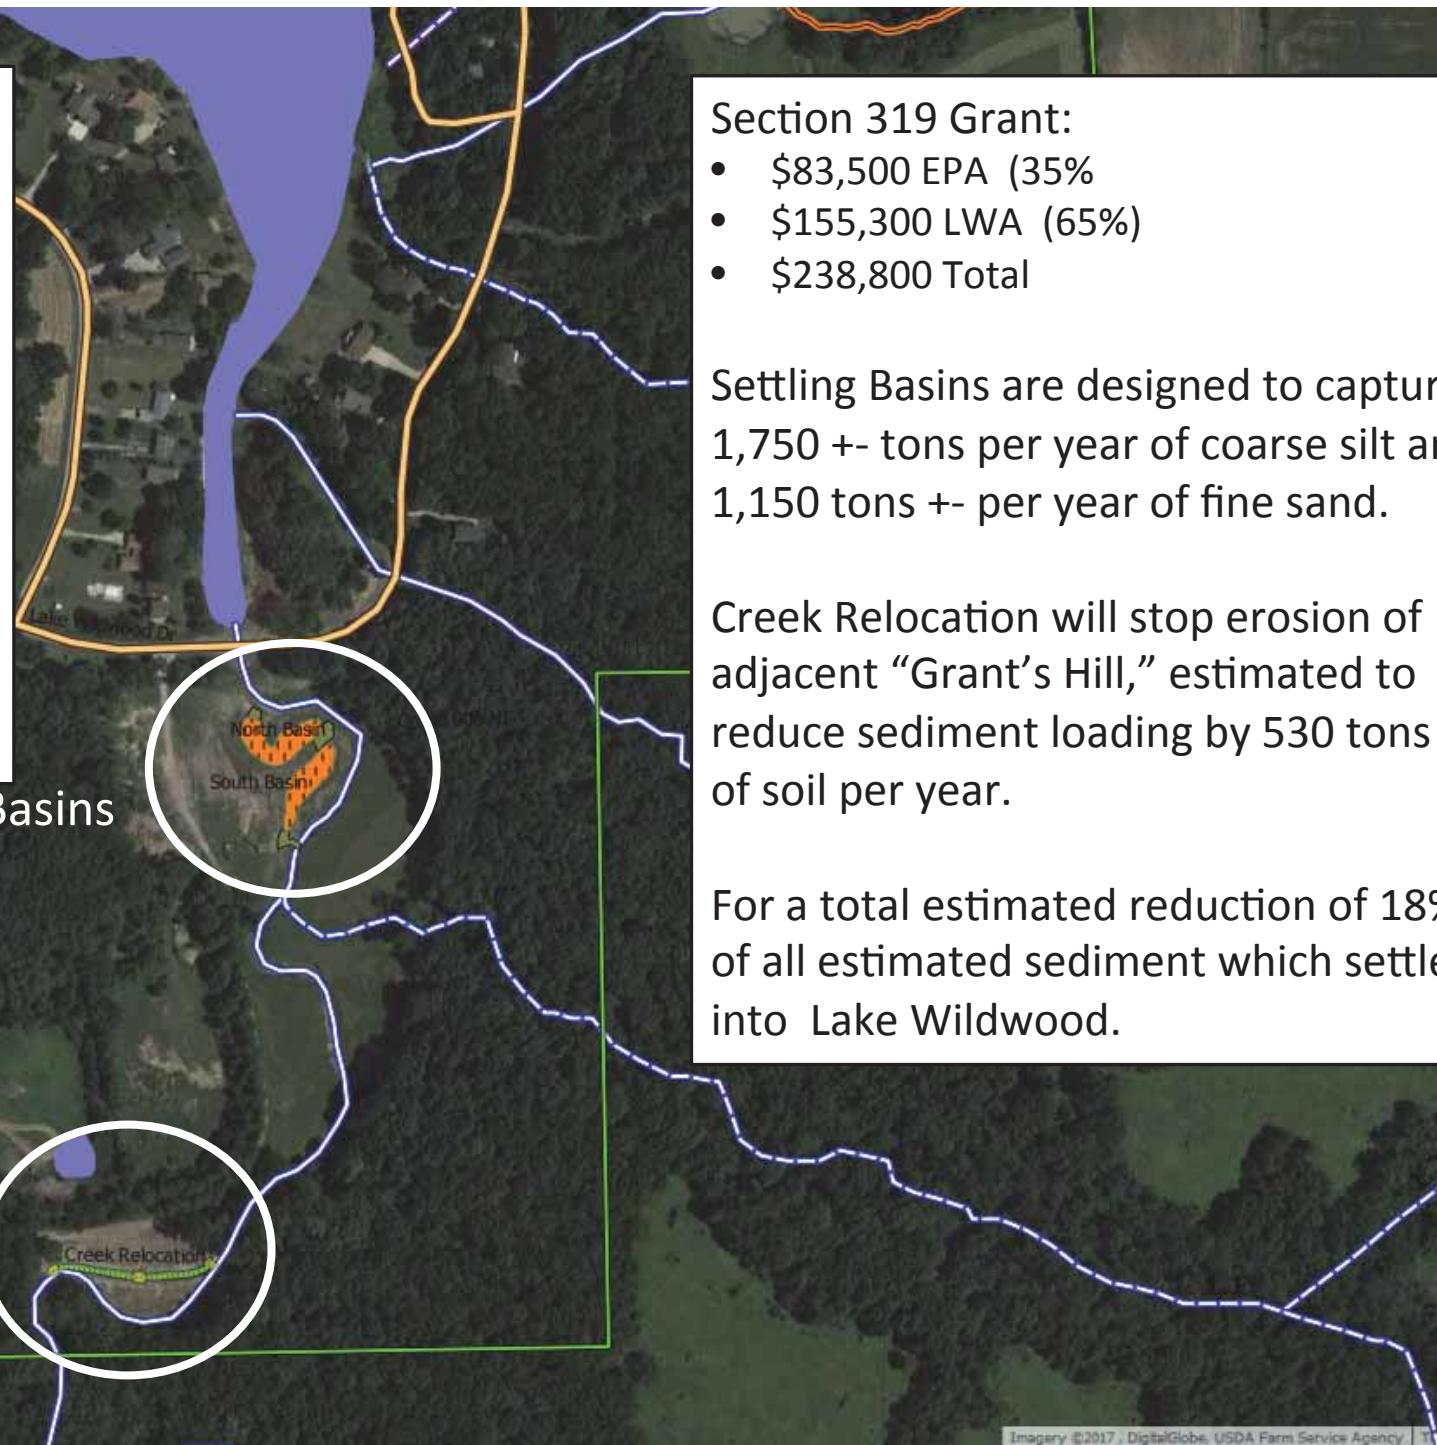 Section 319 Grant:
• $83,500 EPA (35%
• $155,300 LWA (65%)
• $238,800 Total
Settling Basins are designed to captur
1,750 +- tons per year of coarse silt a
1,150 tons +- per year of fine sand.
Creek Relocation will stop erosion of
adjacent “Grant’s Hill,” estimated to
reduce sediment loading by 530 tons
of soil per year.
For a total estimated reduction of 18%
of all estimated sediment which settle
into Lake Wildwood.
Lake Wildwood Dr
North Basin
South Basin
Basins
Creek Relocation
Imagery ©2017 , DigitalGlobe, USDA Farm Service Agency